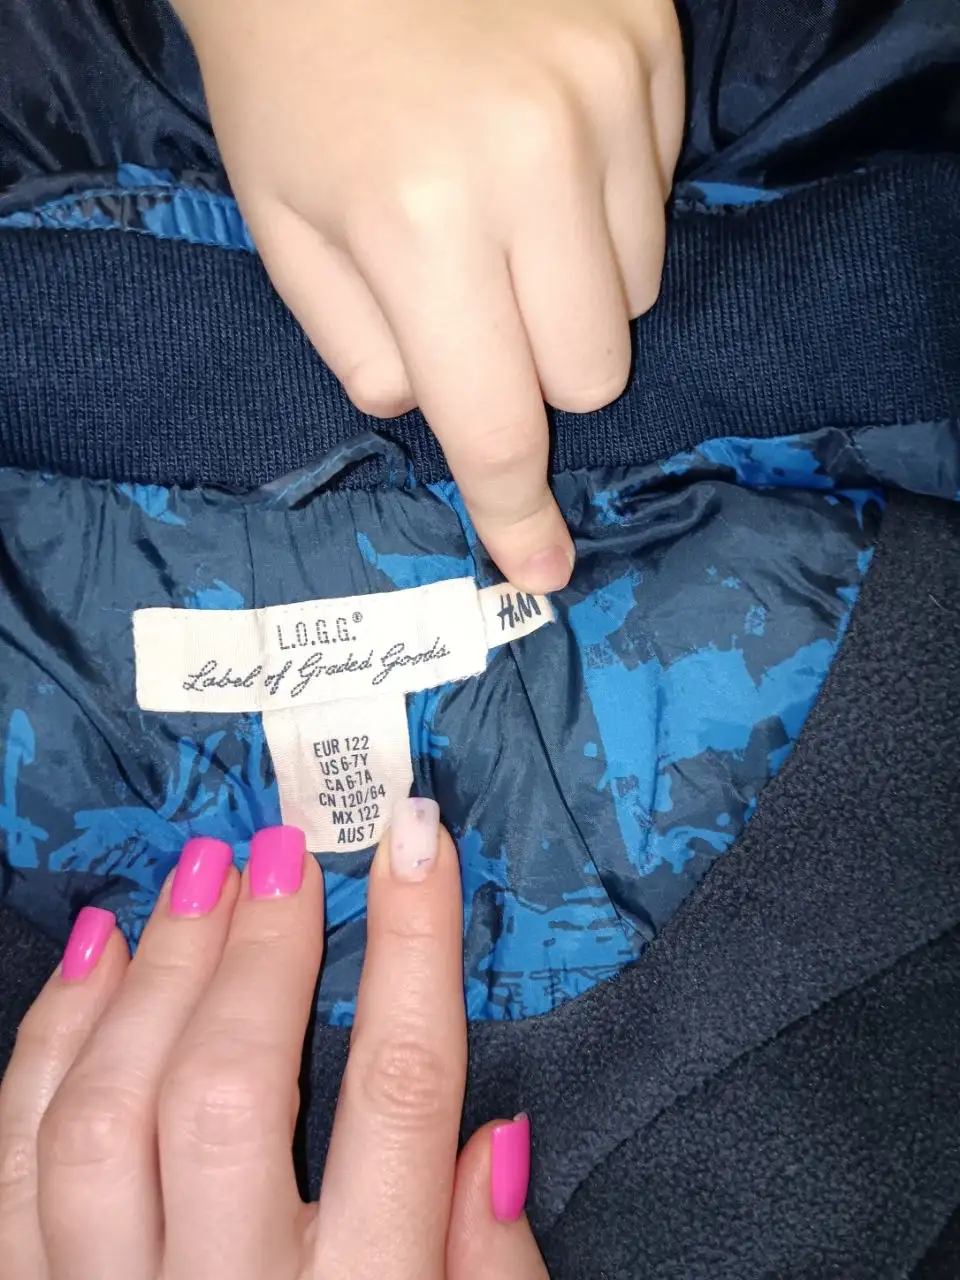 L.O.G.G.®
Label of Graded Goods
H&M
EUR 122
US 6-7Y
CA 6-7A
CN 120/64
MX 122
AUS 7